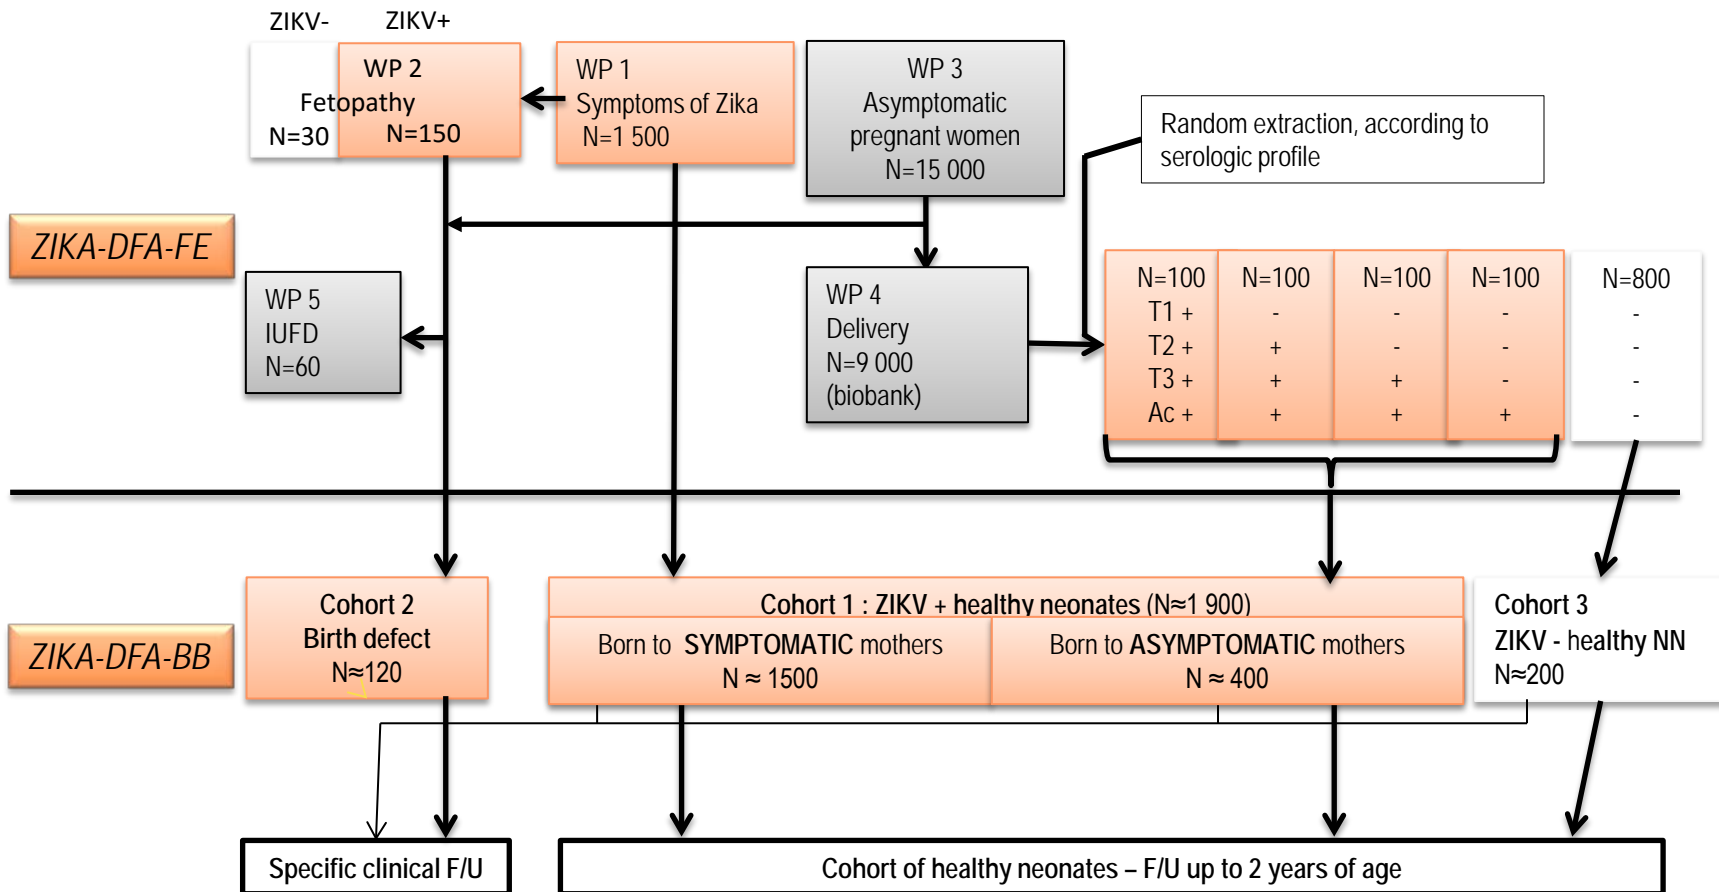 ZIKV-
ZIKV+
WP 2
Fetopathy
N=30
N=150
WP 1
Symptoms of Zika
N=1 500
WP 3
Asymptomatic
pregnant women
N=15 000
Random extraction, according to
serologic profile
ZIKA-DFA-FE
WP 5
IUFD
N=60
WP 4
Delivery
N=9 000
(biobank)
N=100 N=100 N=100 N=100 N=800
T1 + - - - -
T2 + + - - -
T3 + + + - -
Ac + + + + -
ZIKA-DFA-BB
Cohort 2
Birth defect
N≈120
Cohort 1 : ZIKV + healthy neonates (N≈1 900)
Born to SYMPTOMATIC mothers
N ≈ 1500
Born to ASYMPTOMATIC mothers
N ≈ 400
Cohort 3
ZIKV - healthy NN
N≈200
Specific clinical F/U
Cohort of healthy neonates – F/U up to 2 years of age